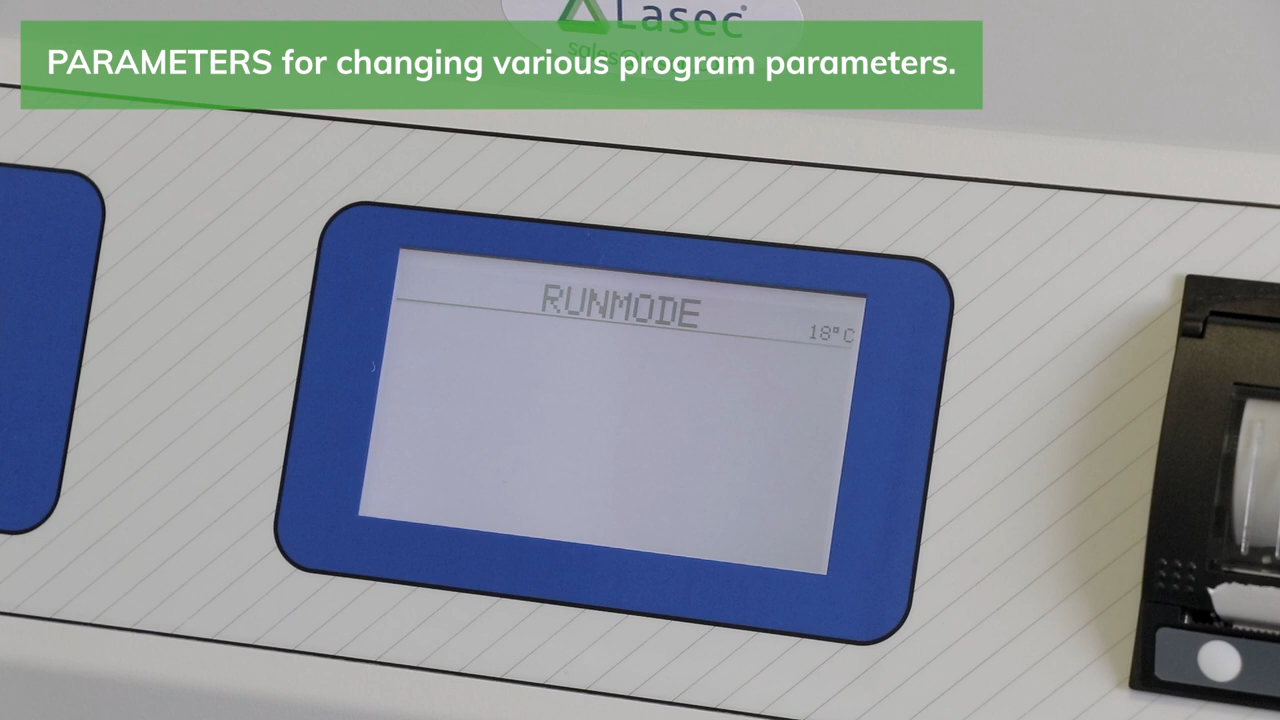 Lasec
PARAMETERS for changing various program parameters.
RUNMODE
18°C